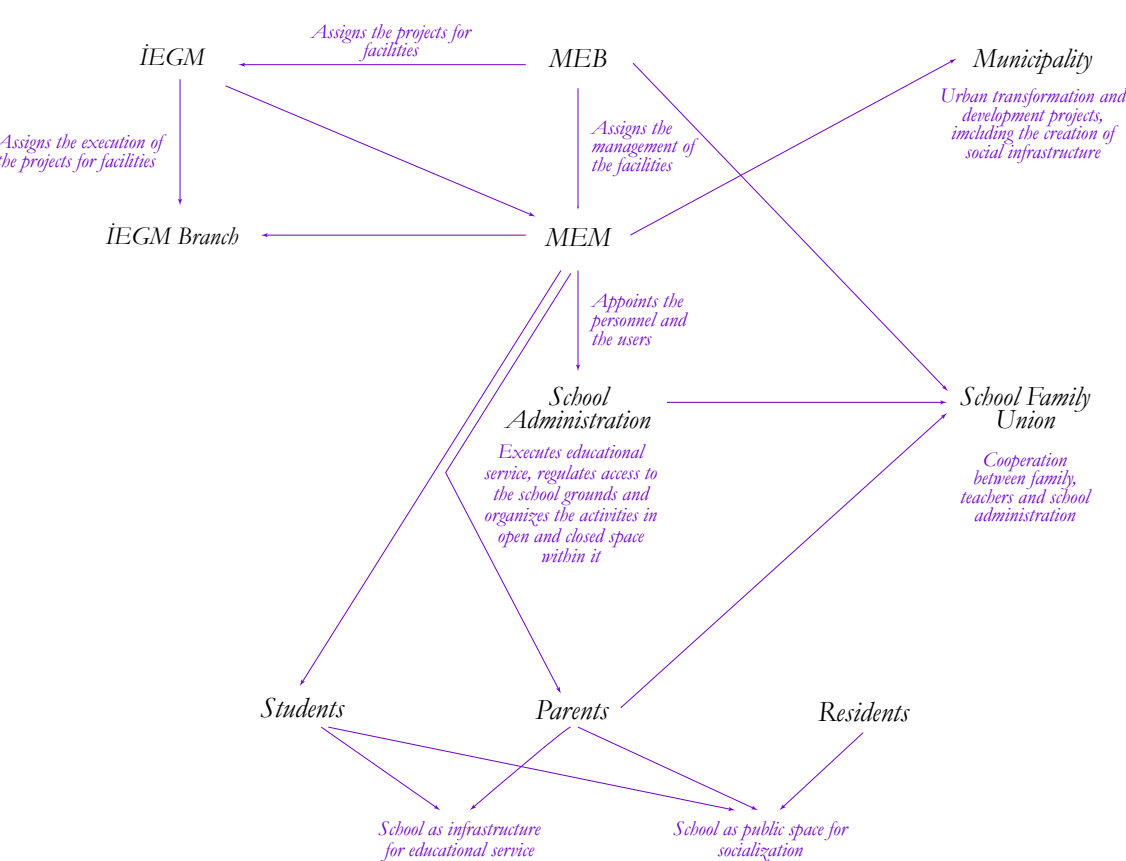 Assigns the projects for
facilities
İEGM
MEB
Municipality
Urban transformation and
development projects,
imcluding the creation of
social infrastructure
Assigns the execution of
the projects for facilities
Assigns the
management of
the facilities
İEGM Branch
MEM
Appoints the
personnel and
the users
School
Administration
Executes educational
service, regulates access to
the school grounds and
organizes the activities in
open and closed space
within it
School Family
Union
Cooperation
between family,
teachers and school
administration
Students
Parents
Residents
School as infrastructure
for educational service
School as public space for
socialization